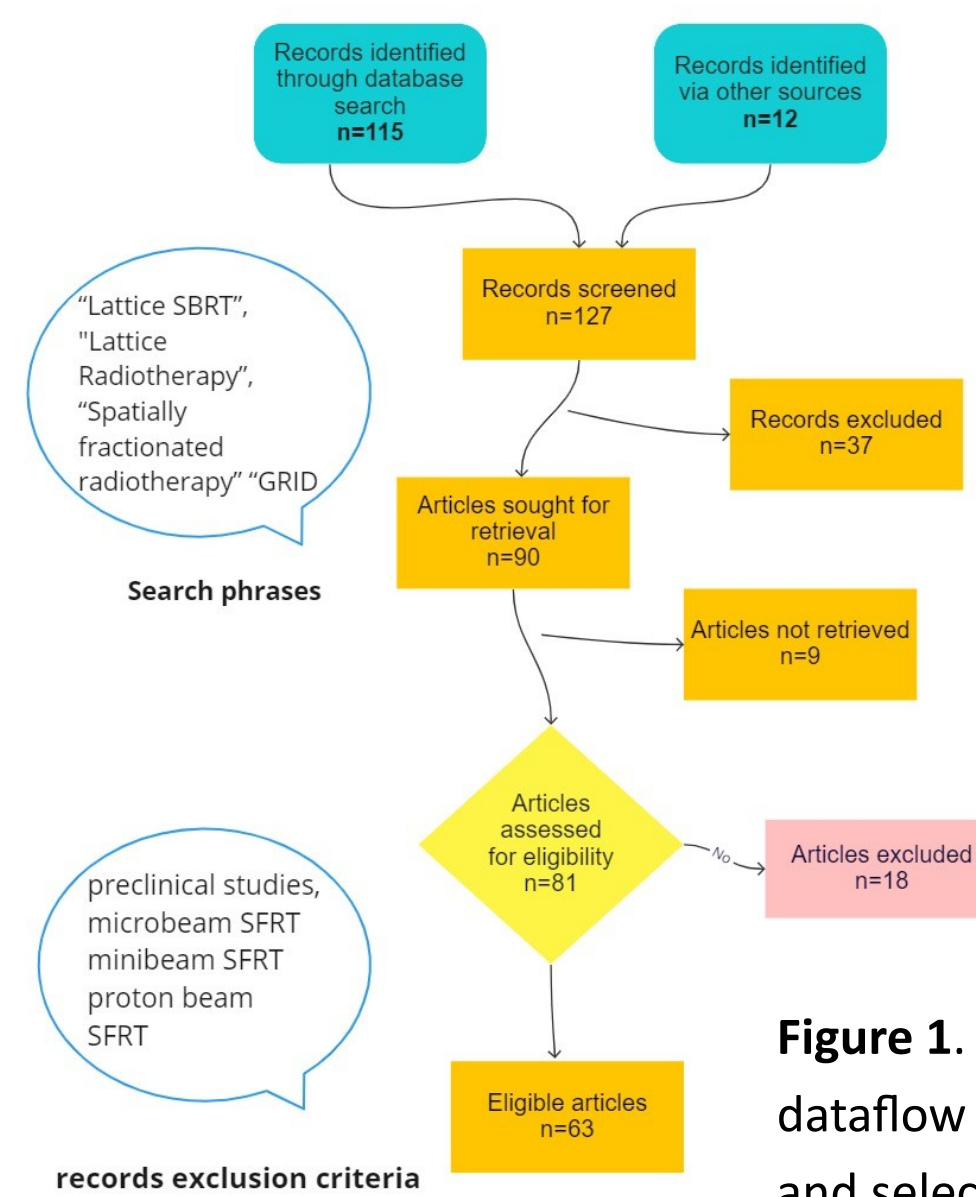 Records identified
through database
search
n=115
Records identified
via other sources
n=12
Records screened
n=127
“Lattice SBRT”,
"Lattice
Radiotherapy”,
“Spatially
fractionated
radiotherapy” “GRID
Search phrases
Records excluded
n=37
Articles sought for
retrieval
n=90
Articles not retrieved
n=9
Articles
assessed
for eligibility
n=81
No
Articles excluded
n=18
preclinical studies,
microbeam SFRT
minibeam SFRT
proton beam
SFRT
records exclusion criteria
Eligible articles
n=63
Figure 1.
dataflow
and selec